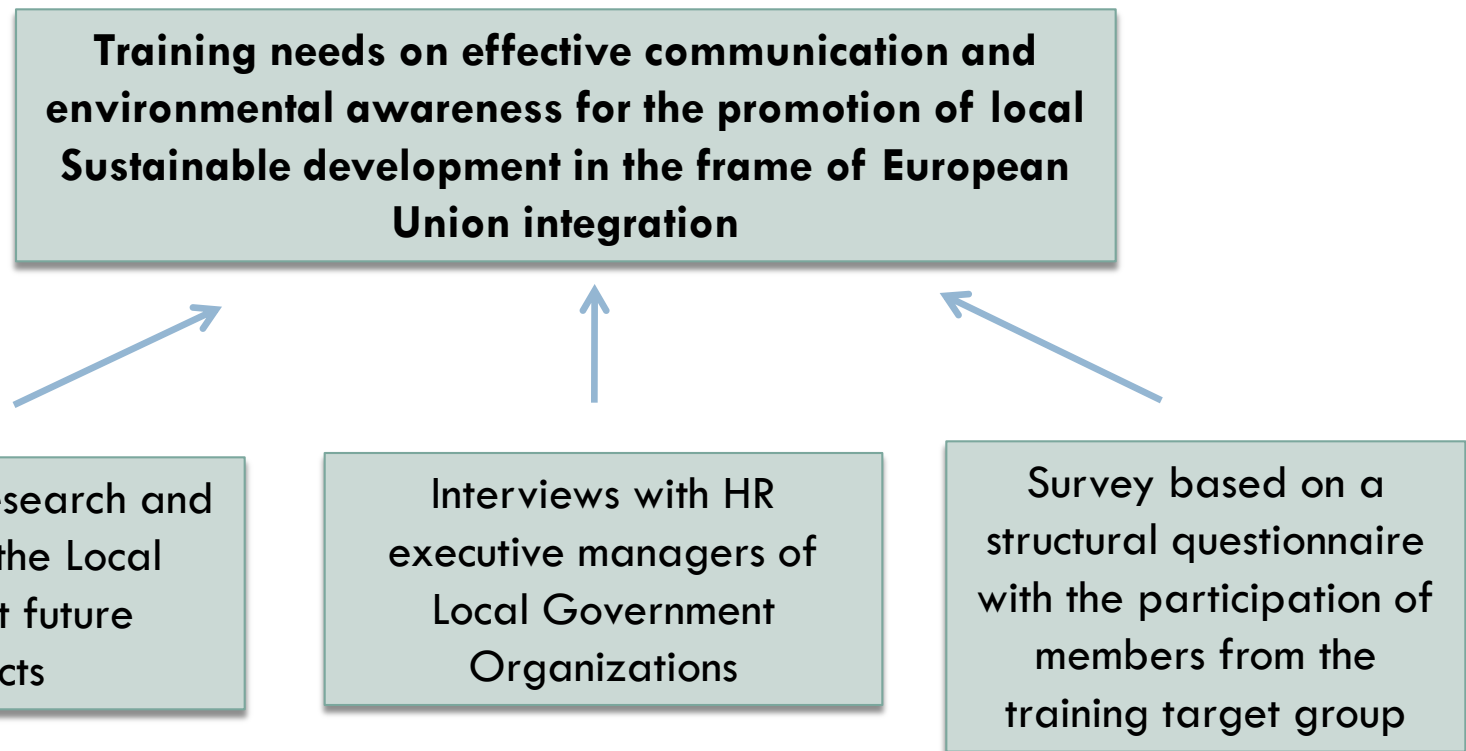 Training needs on effective communication and
environmental awareness for the promotion of local
Sustainable development in the frame of European
Union integration
and
the Local
future
Interviews with HR
executive managers of
Local Government
Organizations
Survey based on a
structural questionnaire
with the participation of
members from the
training target group